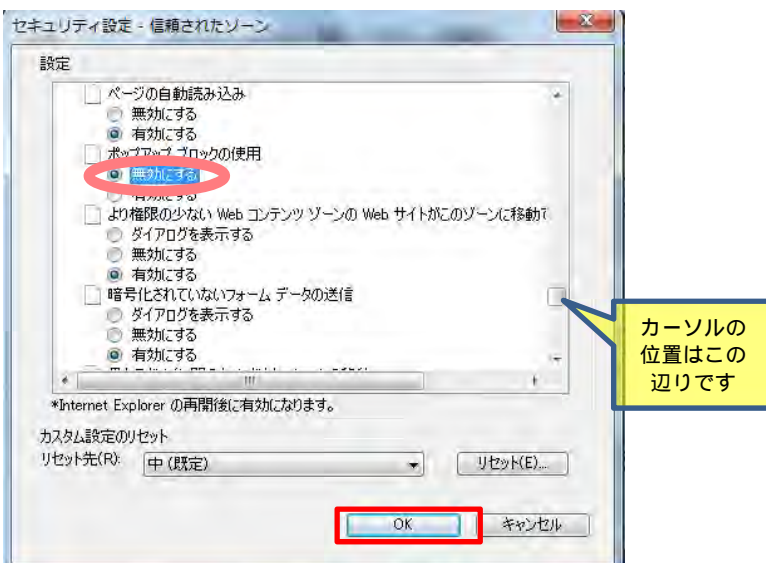 セキュリティ設定 - 信頼されたゾーン
設定
ページの自動読み込み
無効にする
有効にする
ポップアップ ブロックの使用
無効にする
有効にする
より権限の少ない Web コンテンツ ゾーンの Web サイトがこのゾーンに移動
ダイアログを表示する
無効にする
有効にする
暗号化されていないフォーム データの送信
ダイアログを表示する
無効にする
有効にする
カーソルの
位置はこの
辺りです
*Internet Explorer の再開後に有効になります。
カスタム設定のリセット
リセット先(R):
中 (既定)
リセット(E)...
OK
キャンセル